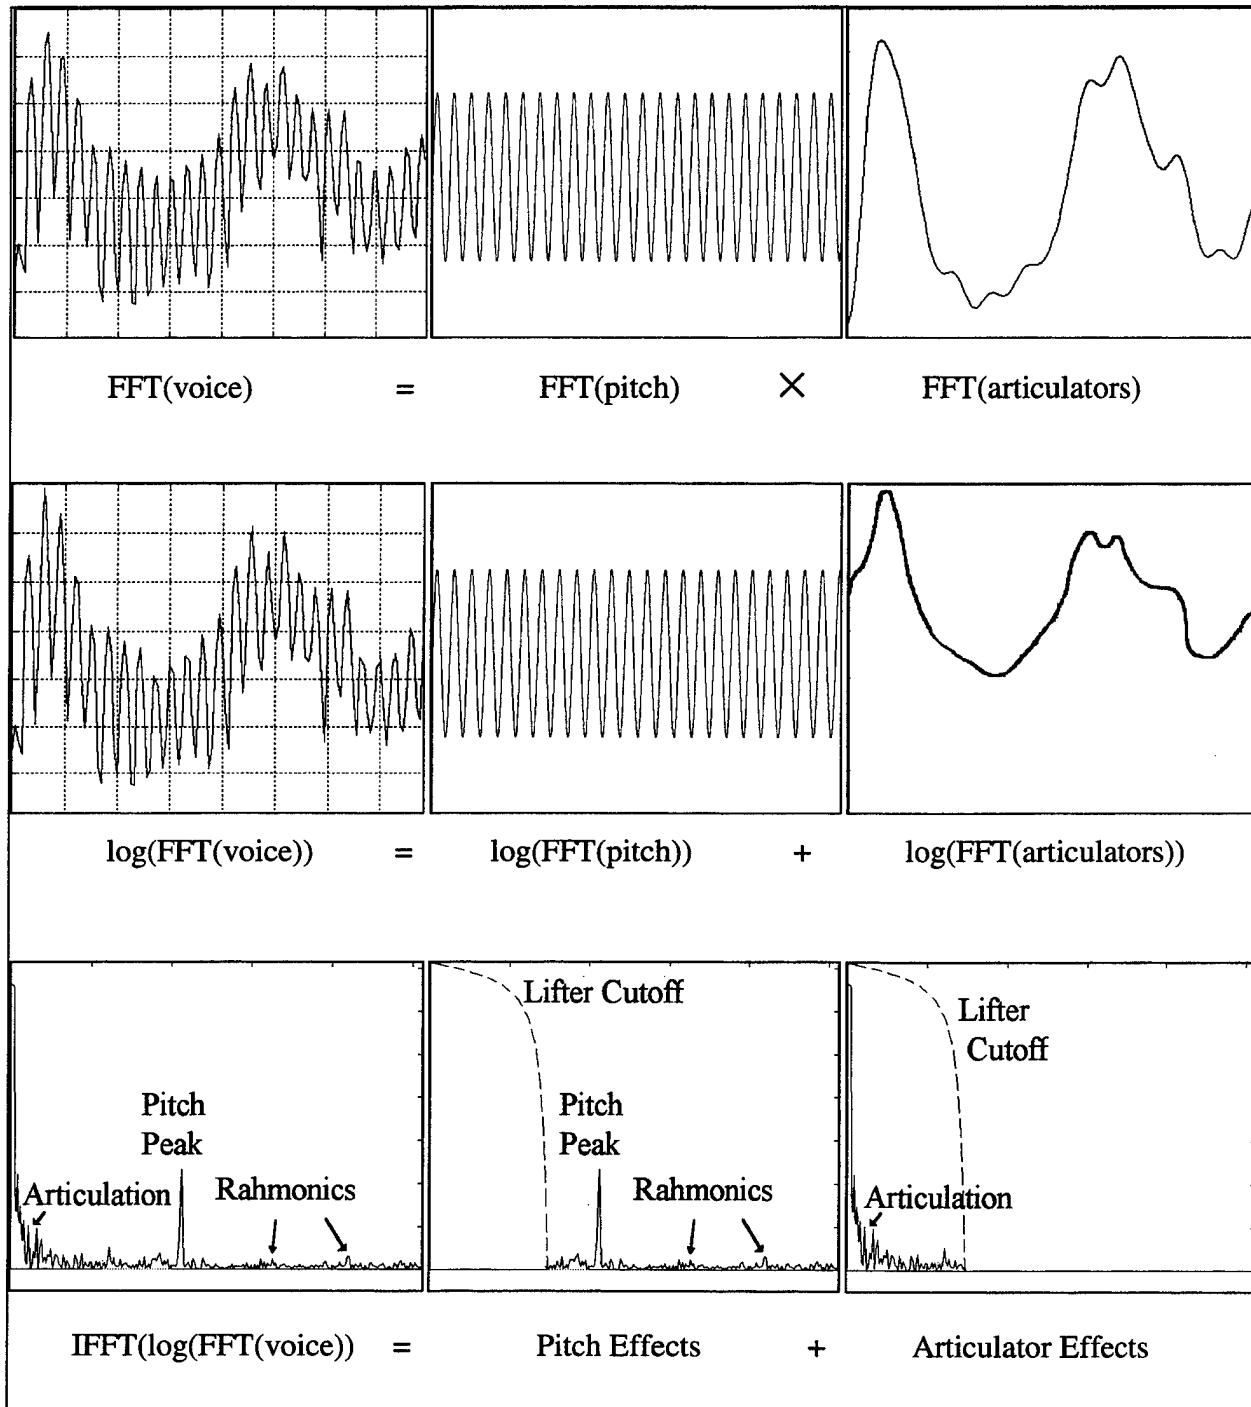 FFT(voice) = FFT(pitch) × FFT(articulators)
log(FFT(voice)) = log(FFT(pitch)) + log(FFT(articulators))
Pitch
Peak
Articulation
Rahmonics
Lifter Cutoff
Pitch
Peak
Rahmonics
Lifter
Cutoff
Articulation
IFFT(log(FFT(voice)) = Pitch Effects + Articulator Effects